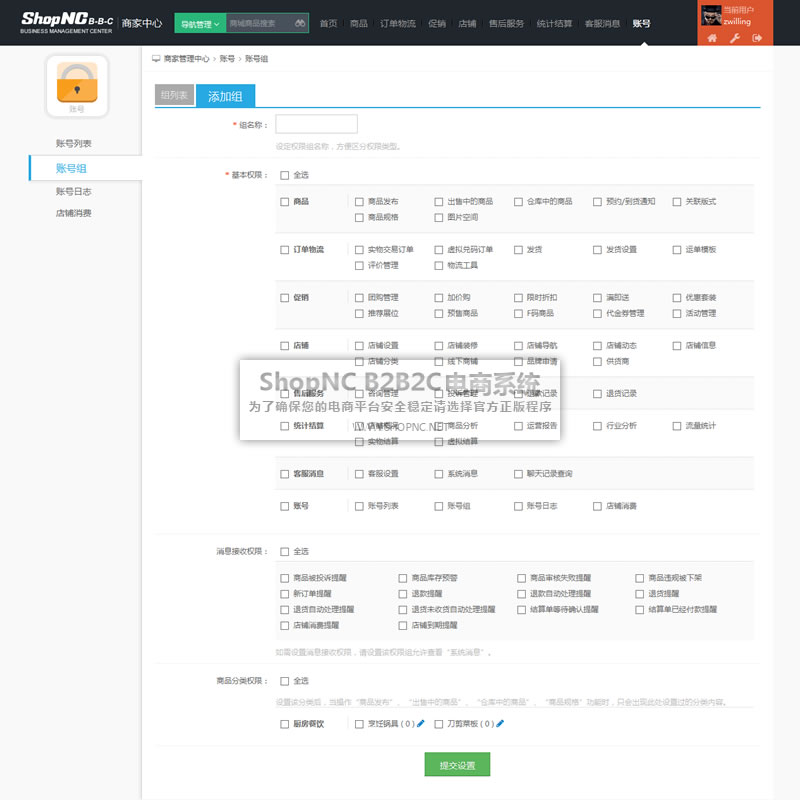 ShopNC B-B-C 商家中心
BUSINESS MANAGEMENT CENTER
导航管理 商城商品搜索
首页 商品 订单物流 促销 店铺 售后服务 统计结算 客服消息 账号
当前用户
zwilling
商家管理中心 > 账号 > 账号组
账号
账号列表
账号组
账号日志
店铺消费
组列表 添加组
* 组名称：
设定权限组名称，方便区分权限类型。
* 基本权限： 全选
商品 商品发布 出售中的商品 仓库中的商品 预约/到货通知 关联版式
商品规格 图片空间
订单物流 实物交易订单 虚拟兑码订单 发货 发货设置 运单模板
评价管理 物流工具
促销 团购管理 加价购 限时折扣 满即送 优惠套装
推荐展位 预售商品 F码商品 代金券管理 活动管理
店铺 店铺设置 店铺装修 店铺导航 店铺动态 店铺信息
店铺分类 线下商铺 品牌申请 供货商
ShopNC B2B2C电商系统
售后服务 咨询管理 投诉管理 退款记录 退货记录
为了确保您的电商平台安全稳定请选择官方正版程序
统计结算 店铺概况 商品分析 运营报告 行业分析 流量统计
WWW.SHOPNC.NET
实物结算 虚拟结算
客服消息 客服设置 系统消息 聊天记录查询
账号 账号列表 账号组 账号日志 店铺消费
消息接收权限： 全选
商品被投诉提醒 商品库存预警 商品审核失败提醒 商品违规被下架
新订单提醒 退款提醒 退款自动处理提醒 退货提醒
退货自动处理提醒 退货未收货自动处理提醒 结算单等待确认提醒 结算单已经付款提醒
店铺消费提醒 店铺到期提醒
如需设置消息接收权限，请设置该权限组允许查看“系统消息”。
商品分类权限： 全选
设置该分类后，当操作“商品发布”、“出售中的商品”、“仓库中的商品”、“商品规格”功能时，只会出现此处设置过的分类内容。
厨房餐饮 烹饪锅具 ( 0 ) 刀剪菜板 ( 0 )
提交设置